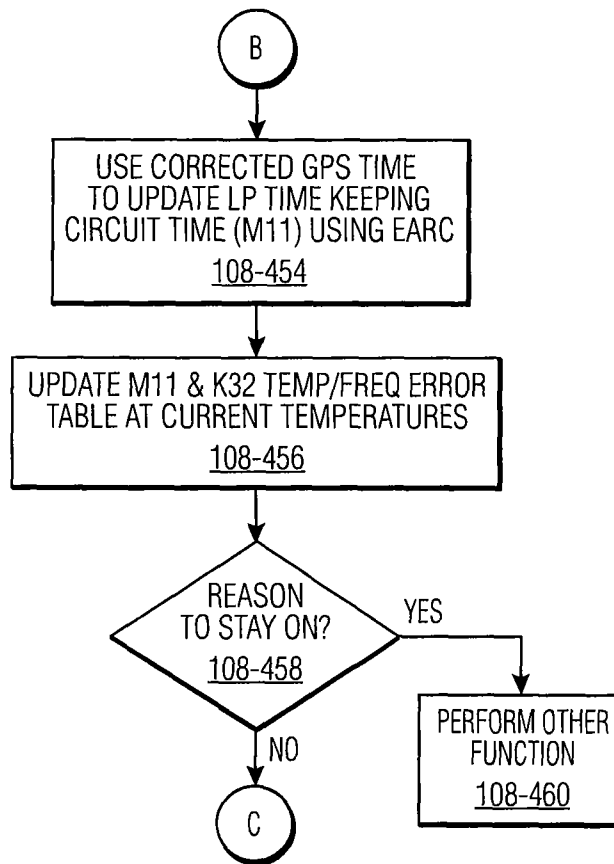 B
USE CORRECTED GPS TIME
TO UPDATE LP TIME KEEPING
CIRCUIT TIME (M11) USING EARC
108-454
UPDATE M11 & K32 TEMP/FREQ ERROR
TABLE AT CURRENT TEMPERATURES
108-456
REASON
TO STAY ON?
108-458
YES
PERFORM OTHER
FUNCTION
108-460
NO
C